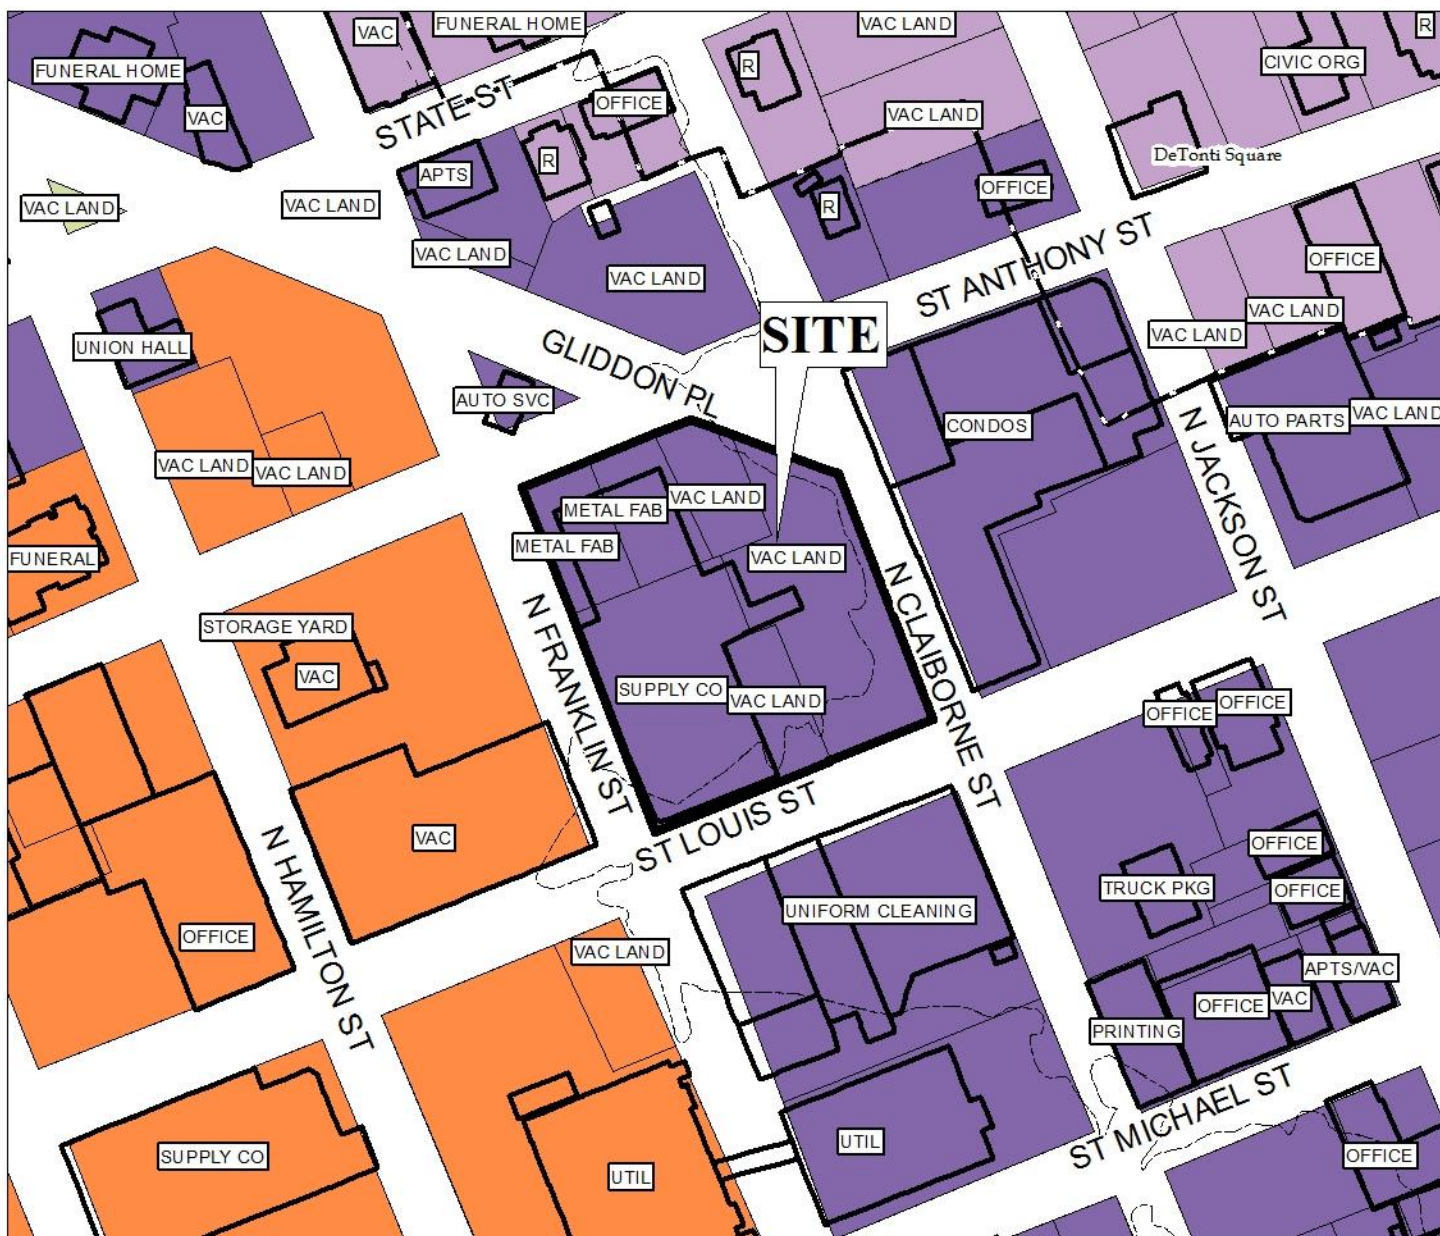 VAC
FUNERAL HOME
VAC LAND
R
FUNERAL HOME
R
CIVIC ORG
VAC
STATE ST
OFFICE
VAC LAND
DeTonti Square
APTS
R
OFFICE
VAC LAND
VAC LAND
R
VAC LAND
VAC LAND
ST ANTHONY ST
OFFICE
UNION HALL
GLIDDON PL
SITE
VAC LAND
VAC LAND
AUTO SVC
CONDOS
AUTO PARTS
VAC LAND
VAC LAND
VAC LAND
METAL FAB
VAC LAND
N JACKSON ST
FUNERAL
METAL FAB
VAC LAND
STORAGE YARD
N FRANKLIN ST
N CLAIBORNE ST
VAC
SUPPLY CO
VAC LAND
OFFICE
OFFICE
VAC
ST LOUIS ST
OFFICE
N HAMILTON ST
TRUCK PKG
OFFICE
OFFICE
UNIFORM CLEANING
VAC LAND
APTS/VAC
OFFICE
VAC
PRINTING
ST MICHAEL ST
SUPPLY CO
UTIL
UTIL
OFFICE